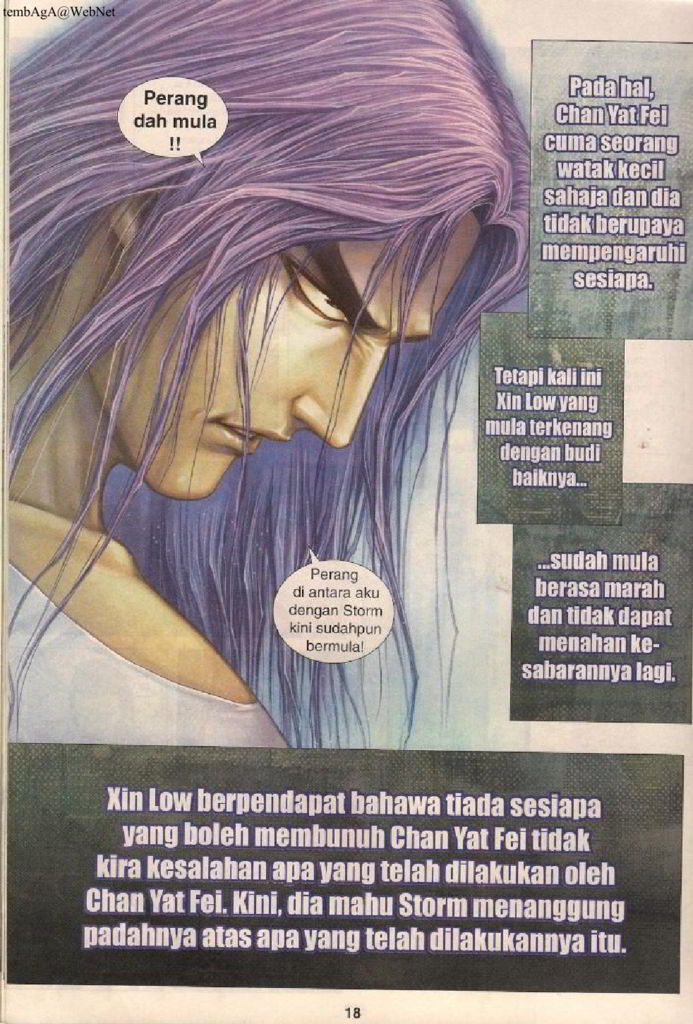 tembAgA@WebNet
Perang
dah mula
!!
Pada hal,
Chan Yat Fei
cuma seorang
watak kecil
sahaja dan dia
tidak berupaya
mempengaruhi
sesiapa.
Tetapi kali ini
Xin Low yang
mula terkenang
dengan budi
baiknya...
...sudah mula
berasa marah
dan tidak dapat
menahan ke-
sabarannya lagi.
Perang
di antara aku
dengan Storm
kini sudahpun
bermula!
Xin Low berpendapat bahawa tiada sesiapa
yang boleh membunuh Chan Yat Fei tidak
kira kesalahan apa yang telah dilakukan oleh
Chan Yat Fei. Kini, dia mahu Storm menanggung
padahnya atas apa yang telah dilakukannya itu.
18